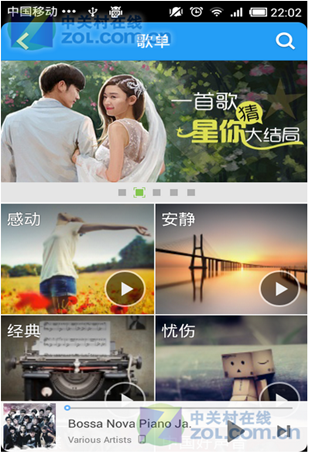 中国移动 ... 22:02
中关村在线
zol.com.cn
歌单
一首歌
猜
星你大结局
感动
安静
经典
忧伤
Bossa Nova Piano Ja..
Various Artists
中关村在线
zol.com.cn